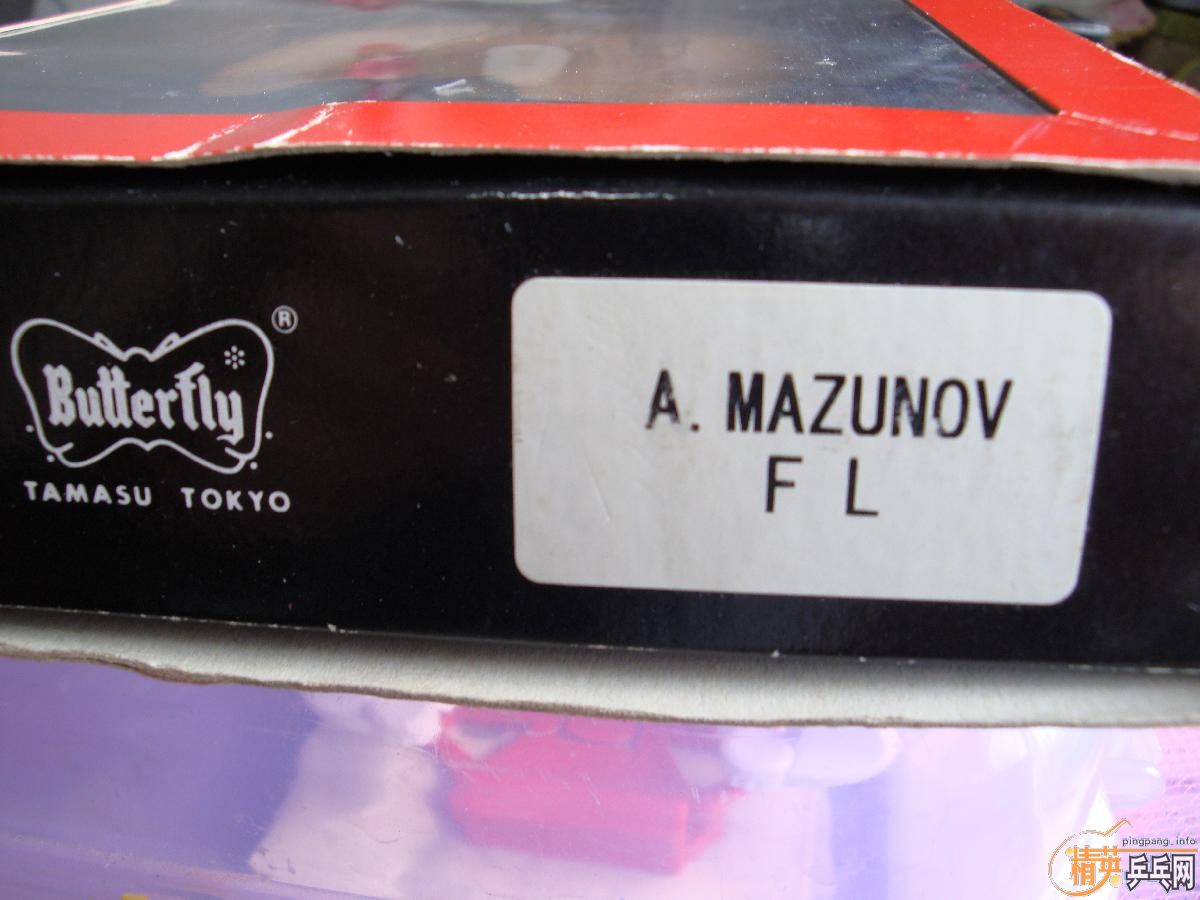 Butterfly ®
TAMASU TOKYO
A. MAZUNOV
F L
pingpang_info
精英乒乓网